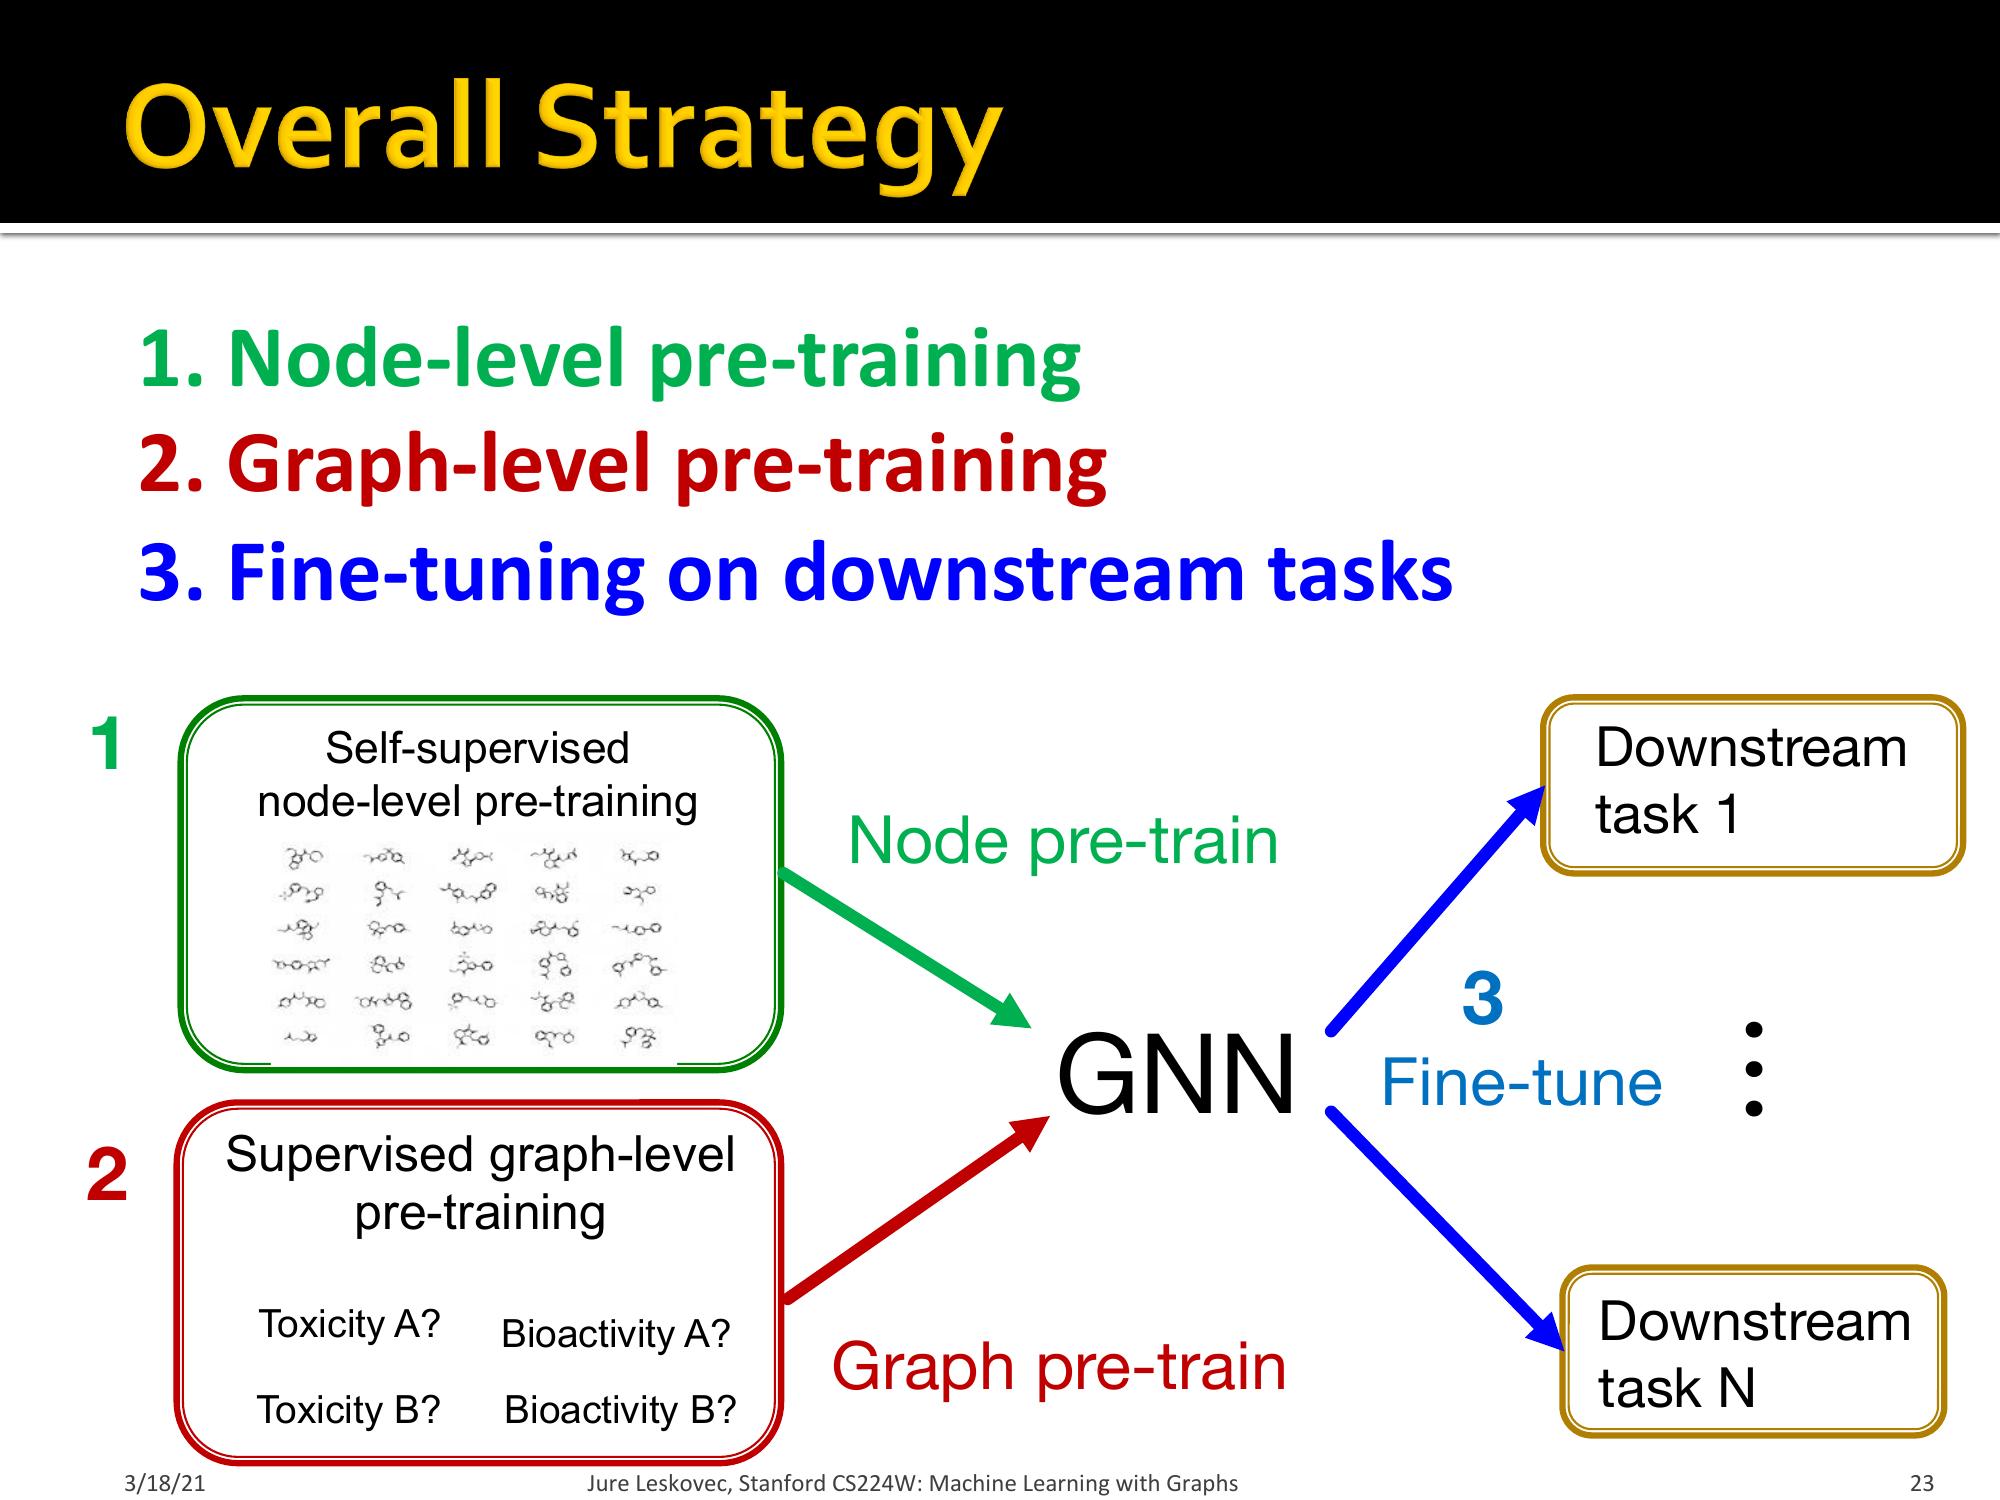 Overall Strategy
1. Node-level pre-training
2. Graph-level pre-training
3. Fine-tuning on downstream tasks
1
Self-supervised
node-level pre-training
Node pre-train
2
Supervised graph-level
pre-training
Toxicity A?
Bioactivity A?
Toxicity B?
Bioactivity B?
Graph pre-train
GNN
3
Fine-tune
Downstream
task 1
Downstream
task N
3/18/21
Jure Leskovec, Stanford CS224W: Machine Learning with Graphs
23